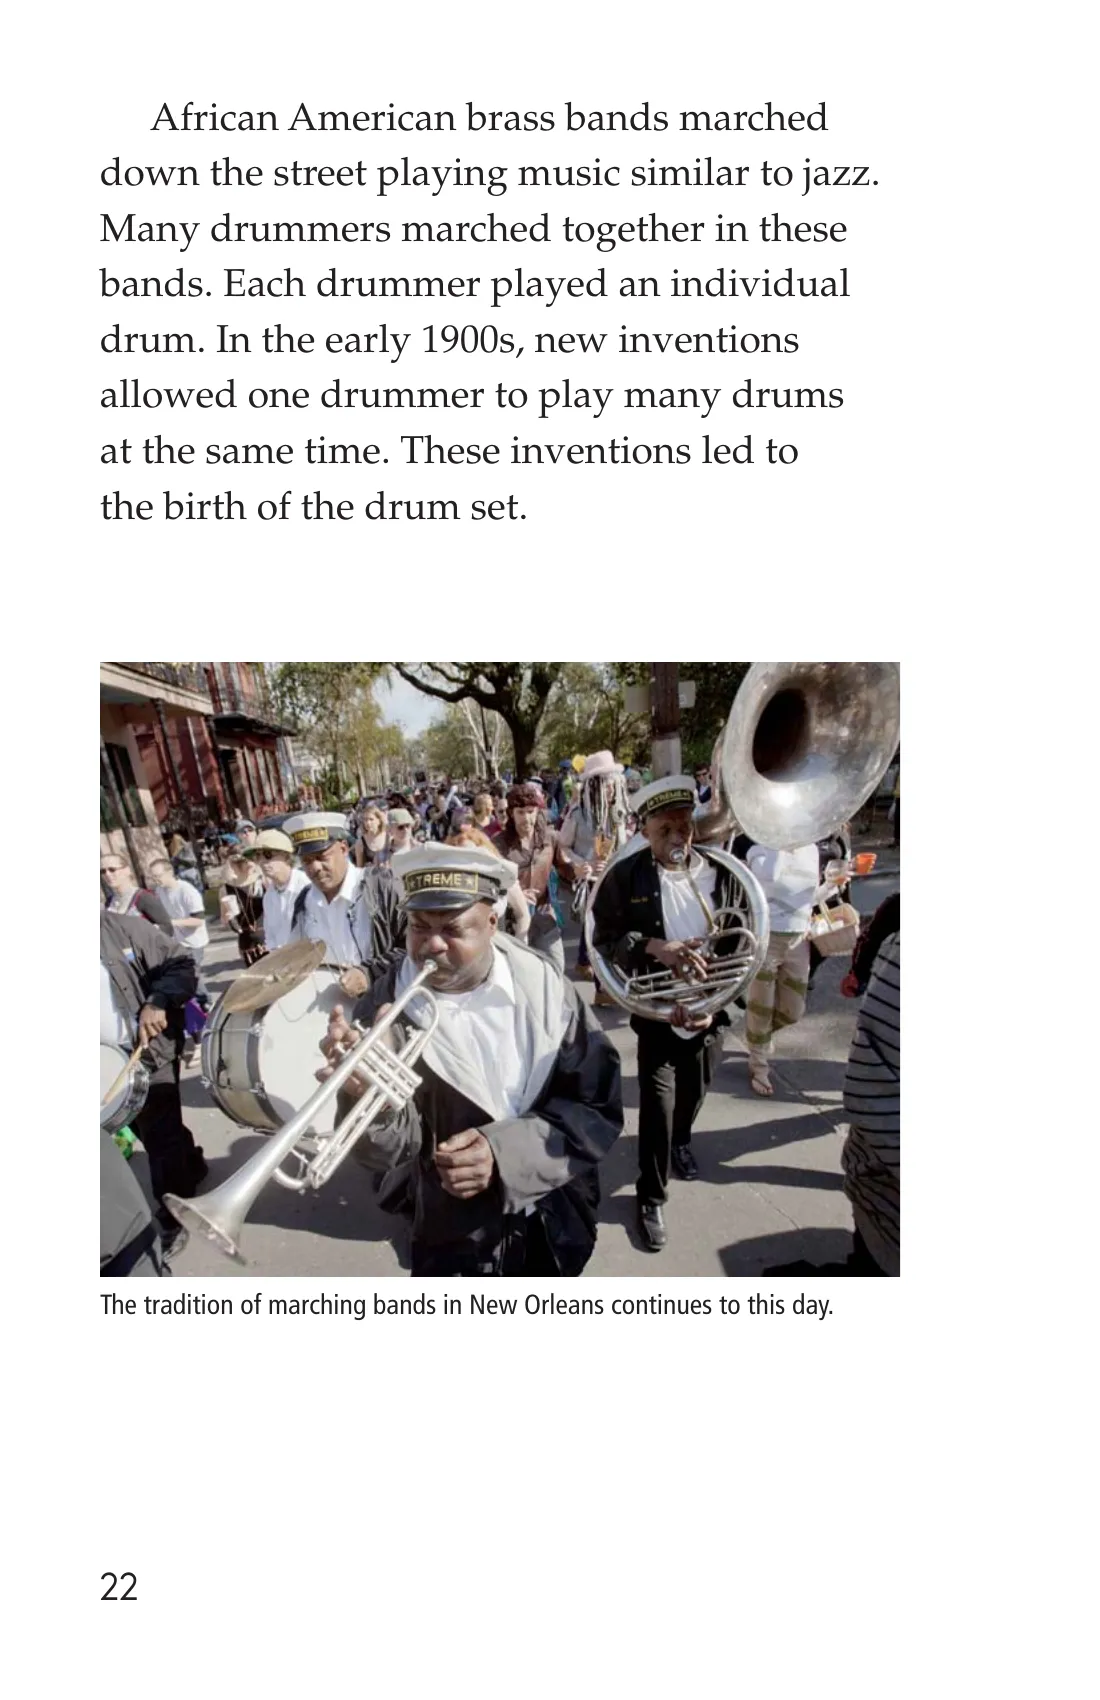 African American brass bands marched
down the street playing music similar to jazz.
Many drummers marched together in these
bands. Each drummer played an individual
drum. In the early 1900s, new inventions
allowed one drummer to play many drums
at the same time. These inventions led to
the birth of the drum set.
TREME
TREME
TREME
The tradition of marching bands in New Orleans continues to this day.
22